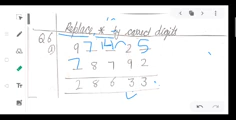 Replace * by correct digits
Q.6
① 9 7 4 2 5
1 8 7 9 2
2 8 6 3 3